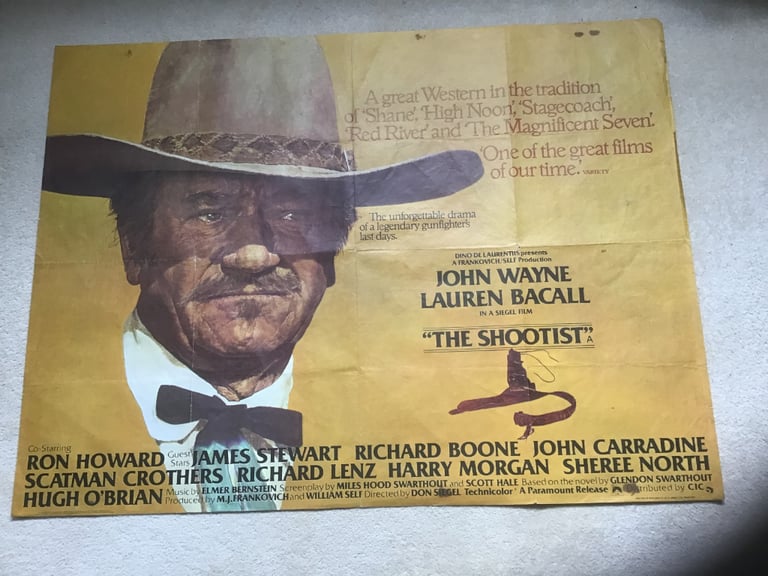 A great Western in the tradition
of 'Shane', 'High Noon', 'Stagecoach',
'Red River' and 'The Magnificent Seven'.
'One of the great films
of our time.' VARIETY
The unforgettable drama
of a legendary gunfighter's
last days.
DINO DE LAURENTIIS presents
A FRANKOVICH/SELF Production
JOHN WAYNE
LAUREN BACALL
IN A SIEGEL FILM
"THE SHOOTIST" A
Co-Starring
RON HOWARD Guest Stars JAMES STEWART RICHARD BOONE JOHN CARRADINE
SCATMAN CROTHERS RICHARD LENZ HARRY MORGAN SHEREE NORTH
HUGH O'BRIAN Music by ELMER BERNSTEIN Screenplay by MILES HOOD SWARTHOUT and SCOTT HALE Based on the novel by GLENDON SWARTHOUT
Produced by M.J. FRANKOVICH and WILLIAM SELF Directed by DON SIEGEL Technicolor® A Paramount Release Distributed by CIC